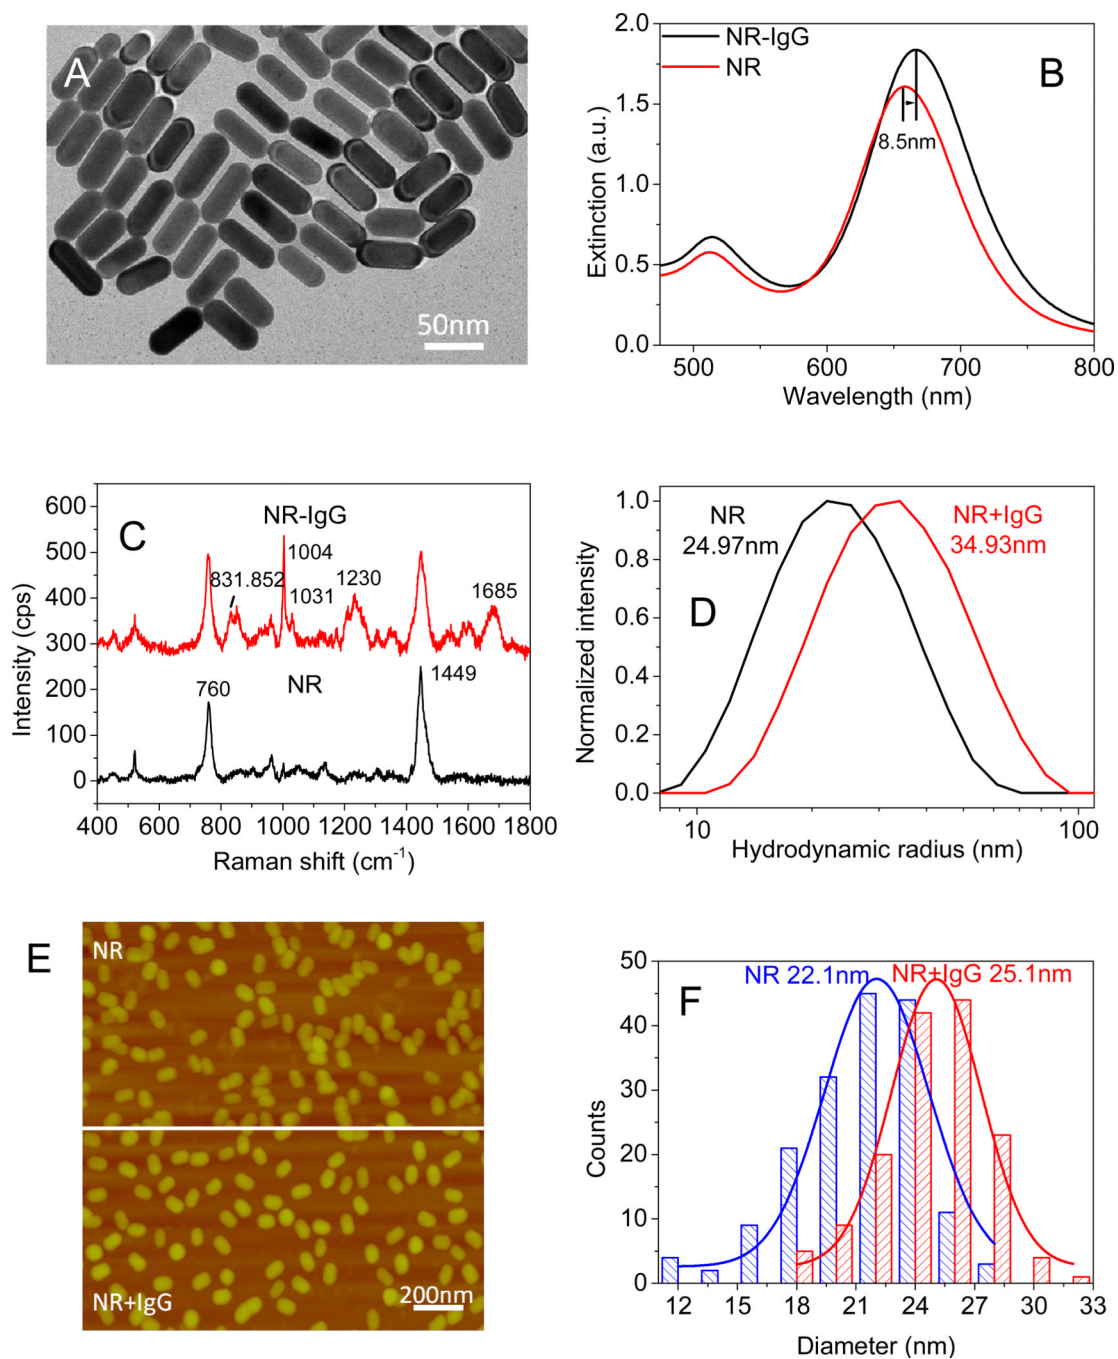 A
50nm
NR-IgG
NR
B
8.5nm
2.0
1.5
1.0
0.5
0.0
Extinction (a.u.)
500
600
700
800
Wavelength (nm)
C
NR-IgG
1004
831.852
1031
1230
1685
NR
760
1449
600
500
400
300
200
100
0
Intensity (cps)
400
600
800
1000
1200
1400
1600
1800
Raman shift (cm⁻¹)
NR
24.97nm
NR+IgG
34.93nm
D
1.0
0.8
0.6
0.4
0.2
0.0
Normalized intensity
10
100
Hydrodynamic radius (nm)
E
NR
NR+IgG
200nm
NR 22.1nm
NR+IgG 25.1nm
F
50
40
30
20
10
0
Counts
12
15
18
21
24
27
30
33
Diameter (nm)